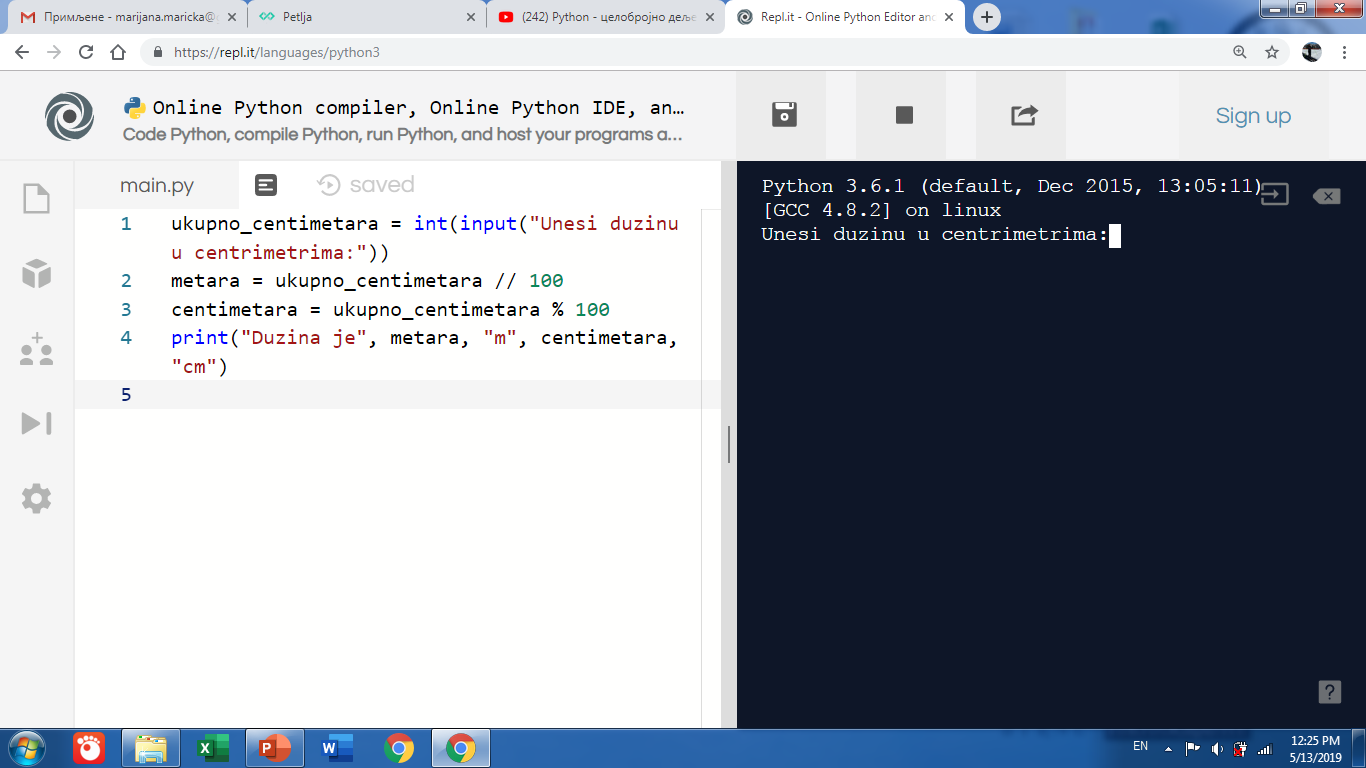 Примљене - marijana.maricka@
Petlja
(242) Python - целобројно деље
Repl.it - Online Python Editor and
https://repl.it/languages/python3
Online Python compiler, Online Python IDE, an…
Code Python, compile Python, run Python, and host your programs a…
Sign up
main.py
saved
1 ukupno_centimetara = int(input("Unesi duzinu
u centrimetrima:"))
2 metara = ukupno_centimetara // 100
3 centimetara = ukupno_centimetara % 100
4 print("Duzina je", metara, "m", centimetara,
"cm")
5
Python 3.6.1 (default, Dec 2015, 13:05:11)
[GCC 4.8.2] on linux
Unesi duzinu u centrimetrima:
?
EN
12:25 PM
5/13/2019